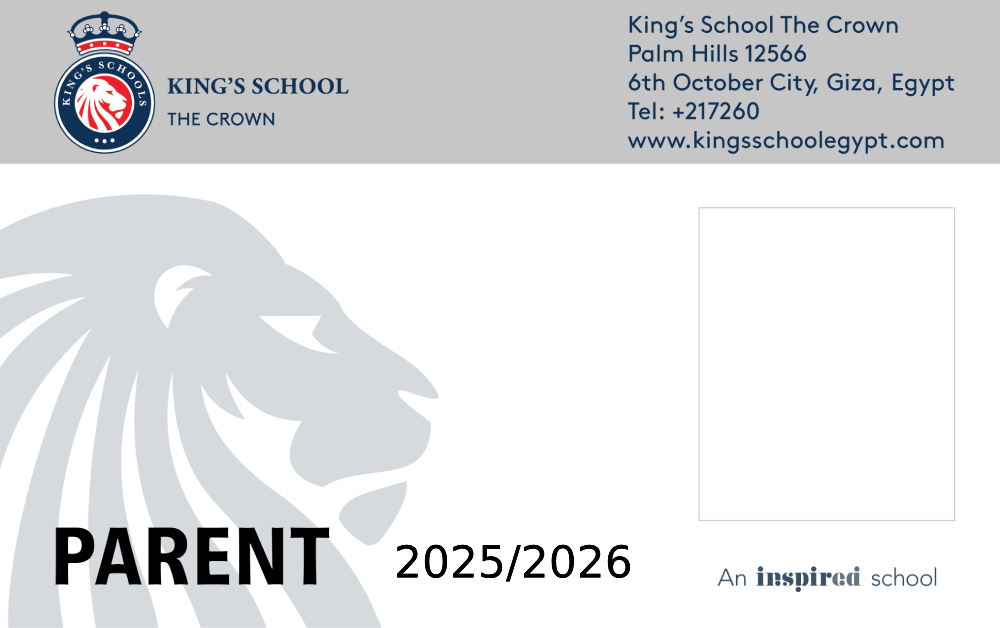 KING'S SCHOOLS
KING'S SCHOOL
THE CROWN
King's School The Crown
Palm Hills 12566
6th October City, Giza, Egypt
Tel: +217260
www.kingsschoolegypt.com
PARENT
2025/2026
An inspired school